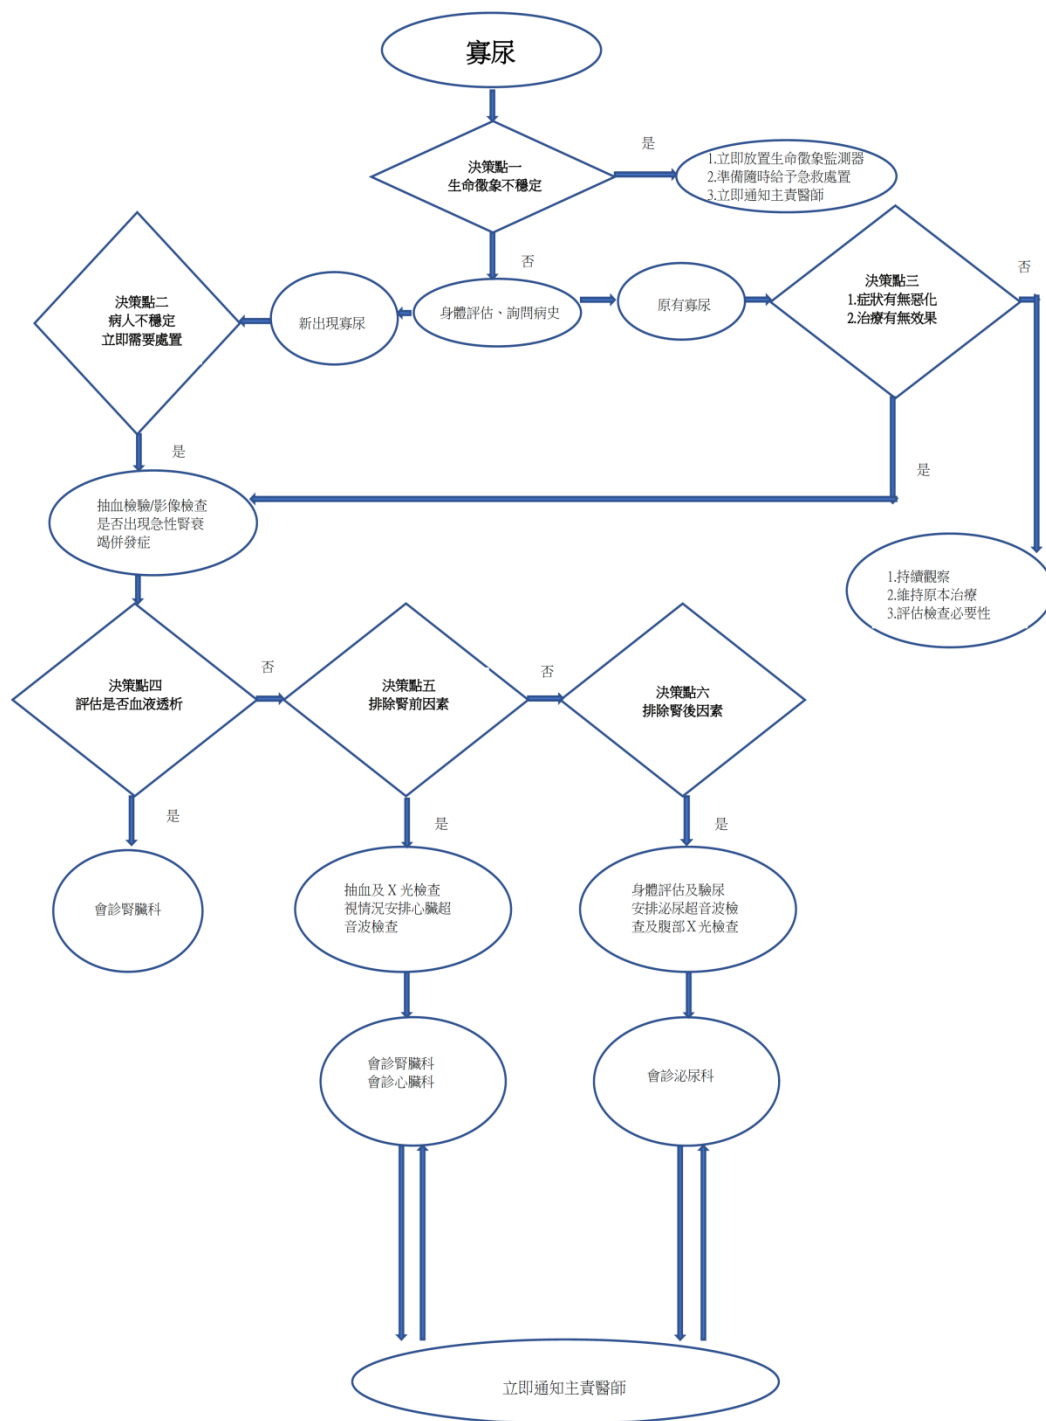 寡尿
決策點一
生命徵象不穩定
是
1.立即放置生命徵象監測器
2.準備隨時給予急救處置
3.立即通知主責醫師
否
決策點二
病人不穩定
立即需要處置
新出現寡尿
身體評估、詢問病史
原有寡尿
決策點三
1.症狀有無惡化
2.治療有無效果
否
是
是
抽血檢驗/影像檢查
是否出現急性腎衰
竭併發症
1.持續觀察
2.維持原本治療
3.評估檢查必要性
決策點四
評估是否血液透析
否
決策點五
排除腎前因素
否
決策點六
排除腎後因素
是
是
是
會診腎臟科
抽血及 X 光檢查
視情況安排心臟超
音波檢查
身體評估及驗尿
安排泌尿超音波檢
查及腹部 X 光檢查
會診腎臟科
會診心臟科
會診泌尿科
立即通知主責醫師